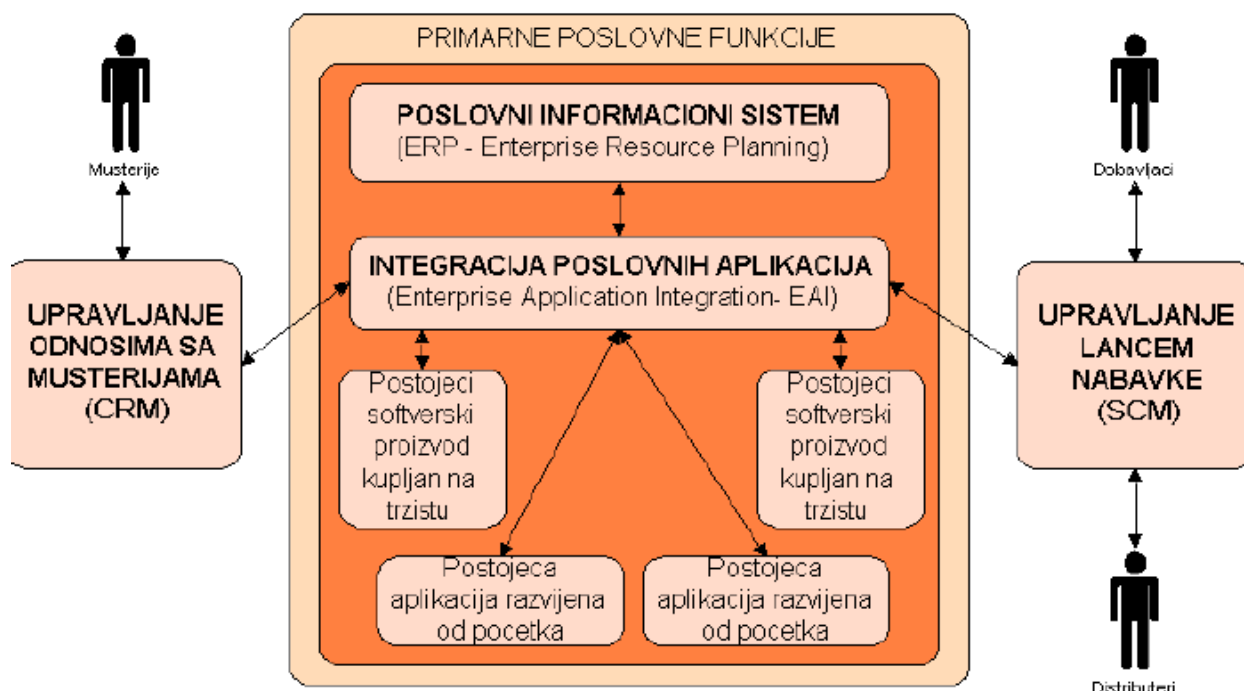 PRIMARNE POSLOVNE FUNKCIJE
POSLOVNI INFORMACIONI SISTEM
(ERP - Enterprise Resource Planning)
INTEGRACIJA POSLOVNIH APLIKACIJA
(Enterprise Application Integration- EAI)
Musterije
UPRAVLJANJE
ODNOSIMA SA
MUSTERIJAMA
(CRM)
Postojeci
softverski
proizvod
kupljan na
trzistu
Postojeci
softverski
proizvod
kupljan na
trzistu
Postojeca
aplikacija razvijena
od pocetka
Postojeca
aplikacija razvijena
od pocetka
Dobavljaci
UPRAVLJANJE
LANCEM
NABAVKE
(SCM)
Distributeri